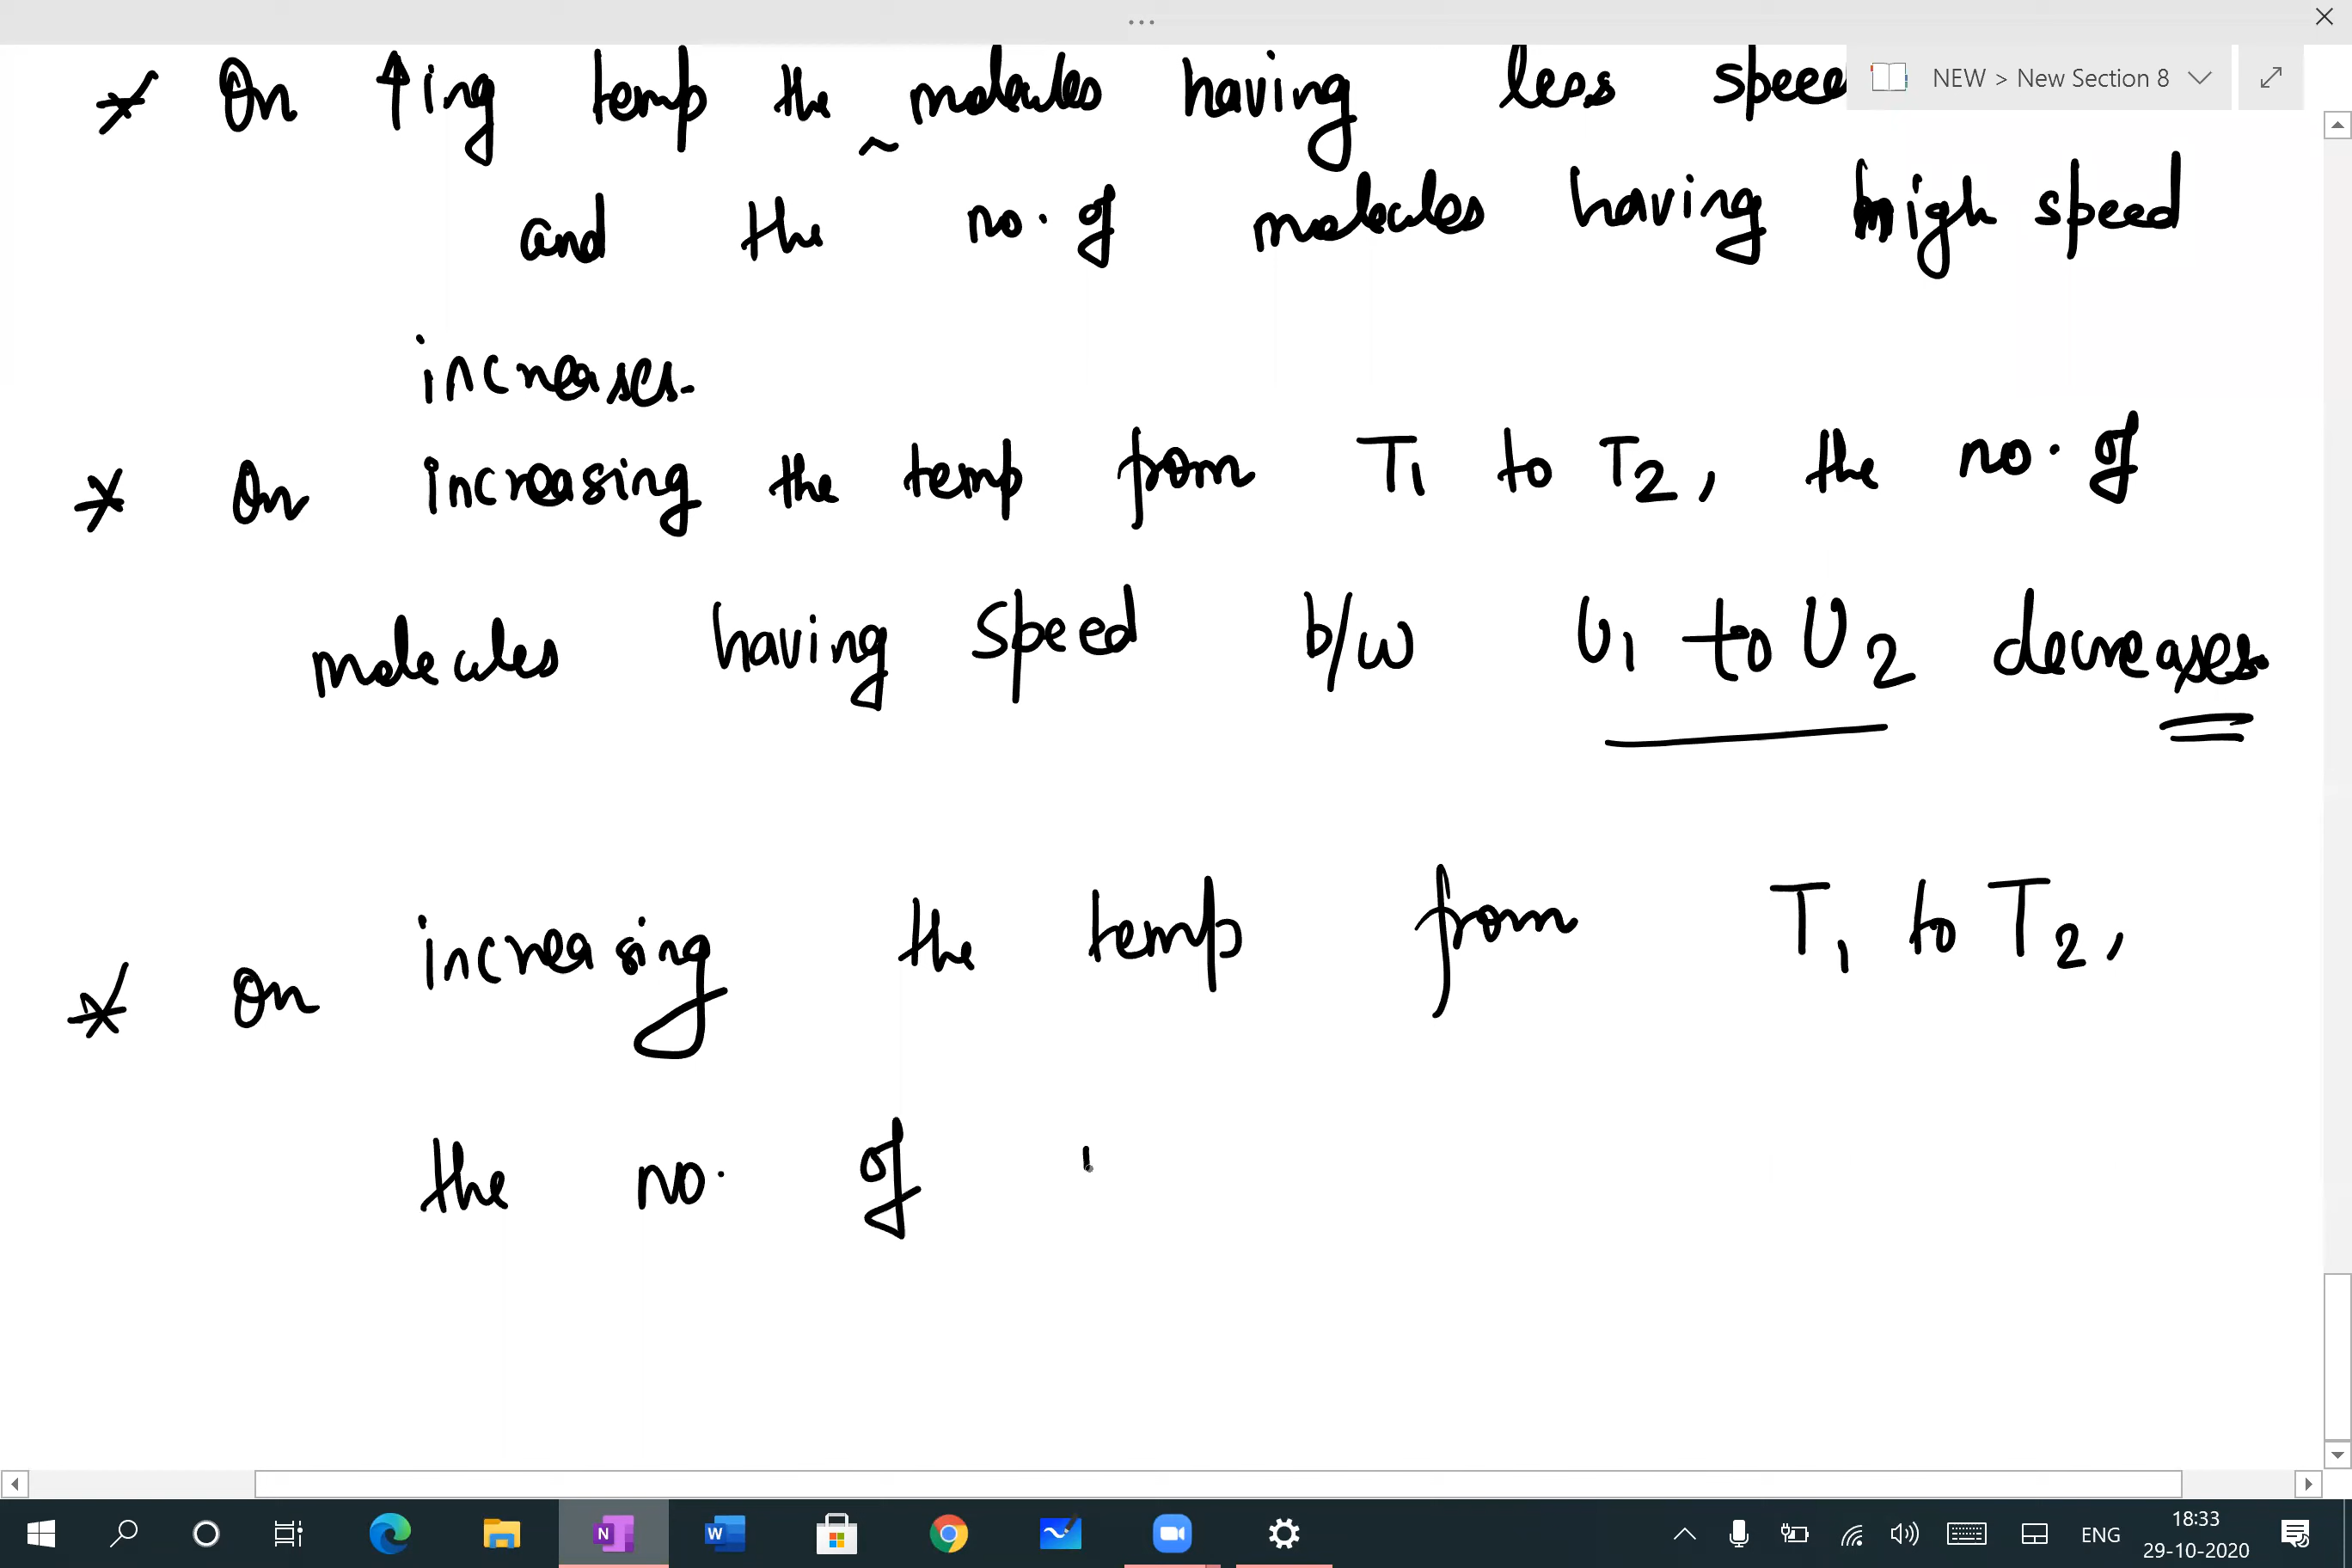 ...
* On ↑ing temp the molecules having less speed
NEW > New Section 8
and the no. of molecules having high speed
increases.
* On increasing the temp from T1 to T2, the no. of
molecules having speed b/w U1 to U2 decreases.
* On increasing the temp from T1 to T2,
the no. of
N
W
ENG
18:33
29-10-2020